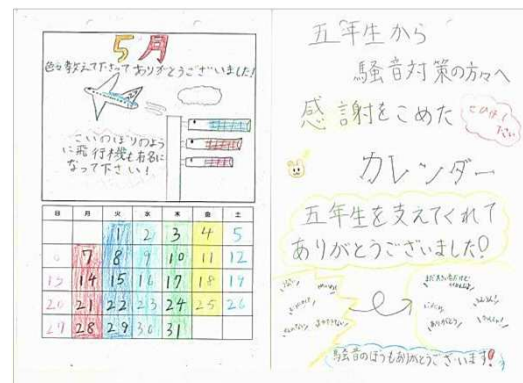 5月
色々教えて下さってありがとうございました!
こいのぼりのよう
に飛行機も有名に
なって下さい!
日 月 火 水 木 金 土
1 2 3 4 5
6 7 8 9 10 11 12
13 14 15 16 17 18 19
20 21 22 23 24 25 26
27 28 29 30 31
五年生から
騒音対策の方々へ
感謝をこめた
カレンダー
五年生を支えてくれて
ありがとうございました!
騒音のほうもありがとうございます!